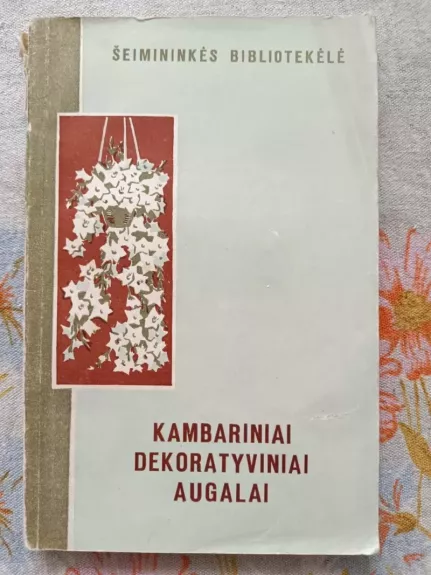 ŠEIMININKĖS BIBLIOTEKĖLĖ
KAMBARINIAI
DEKORATYVINIAI
AUGALAI